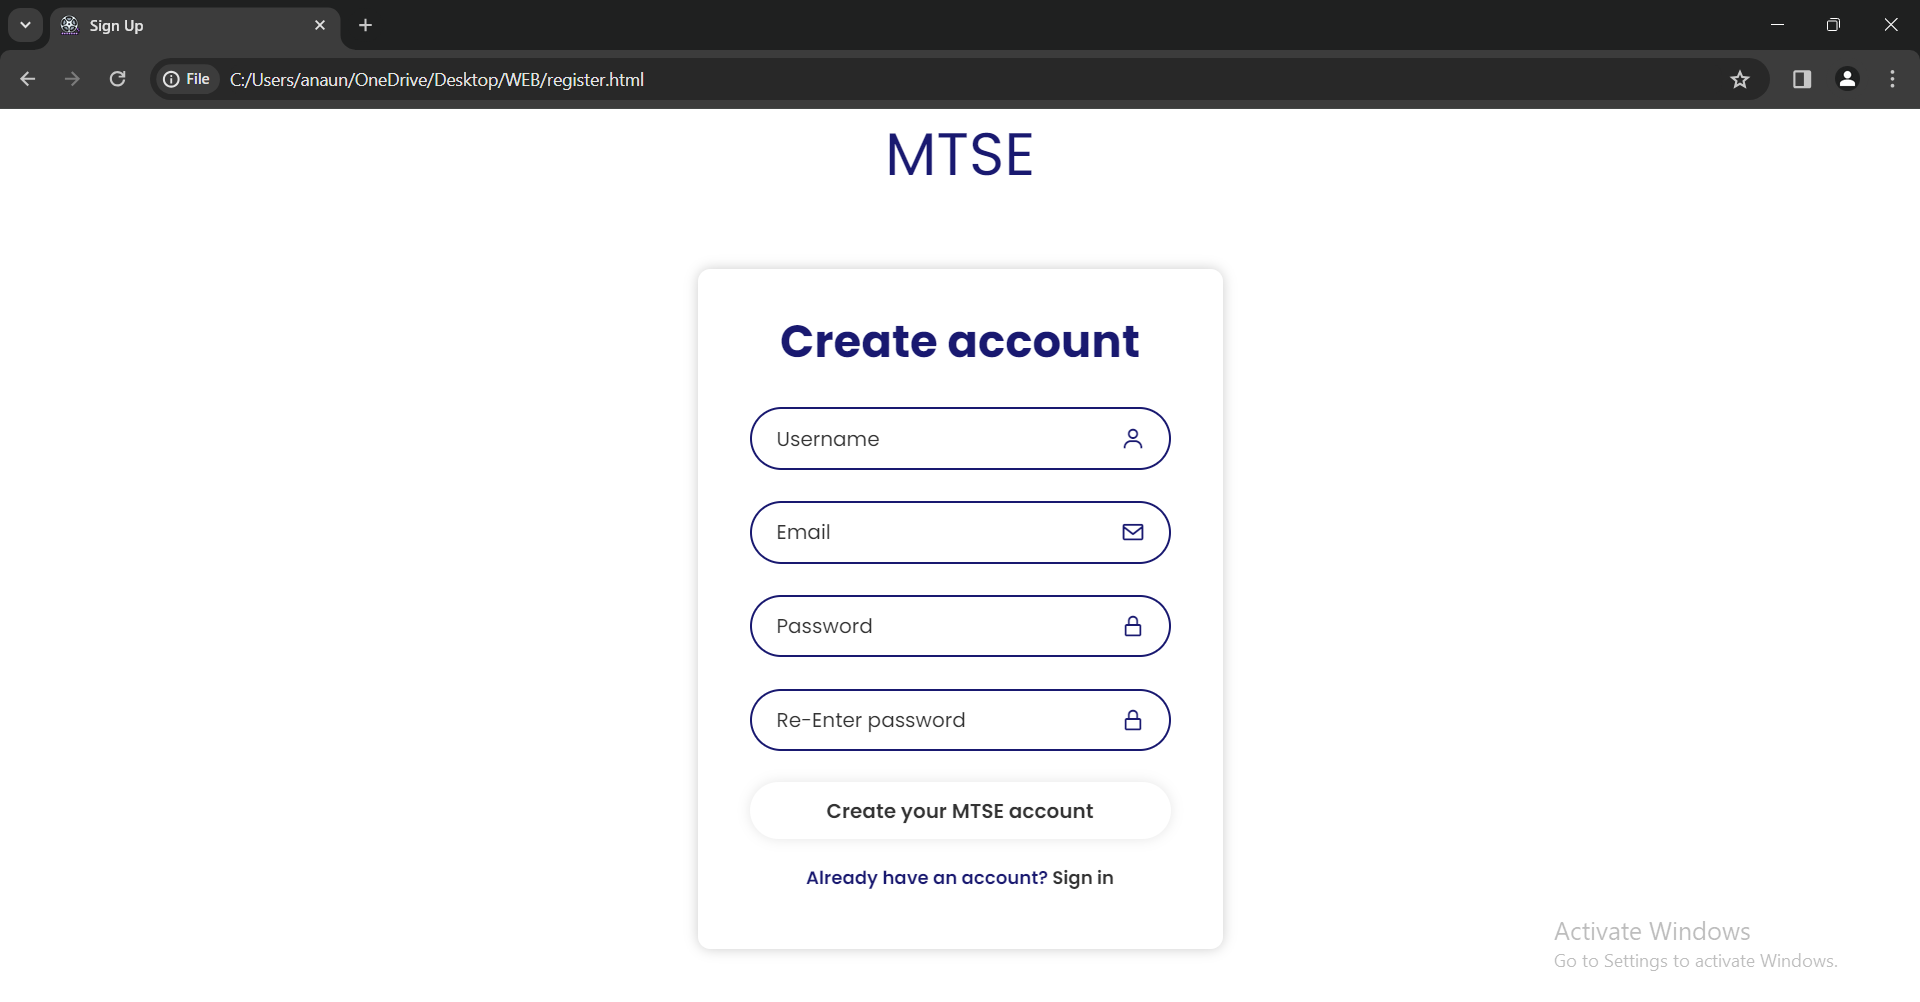 Sign Up
File C:/Users/anaun/OneDrive/Desktop/WEB/register.html
MTSE
Create account
Username
Email
Password
Re-Enter password
Create your MTSE account
Already have an account? Sign in
Activate Windows
Go to Settings to activate Windows.